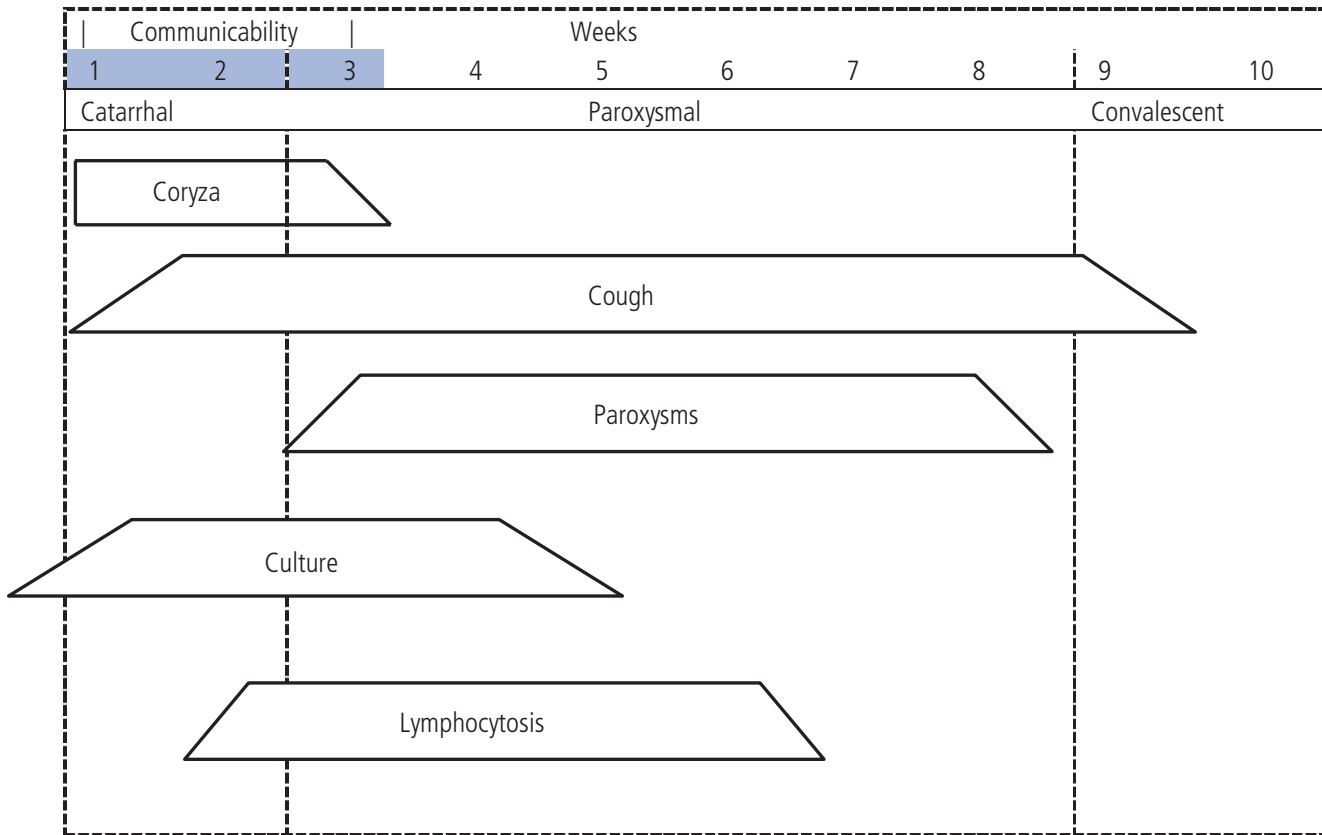 | Communicability | Weeks
1 2 3 4 5 6 7 8 9 10
Catarrhal Paroxysmal Convalescent
Coryza
Cough
Paroxysms
Culture
Lymphocytosis